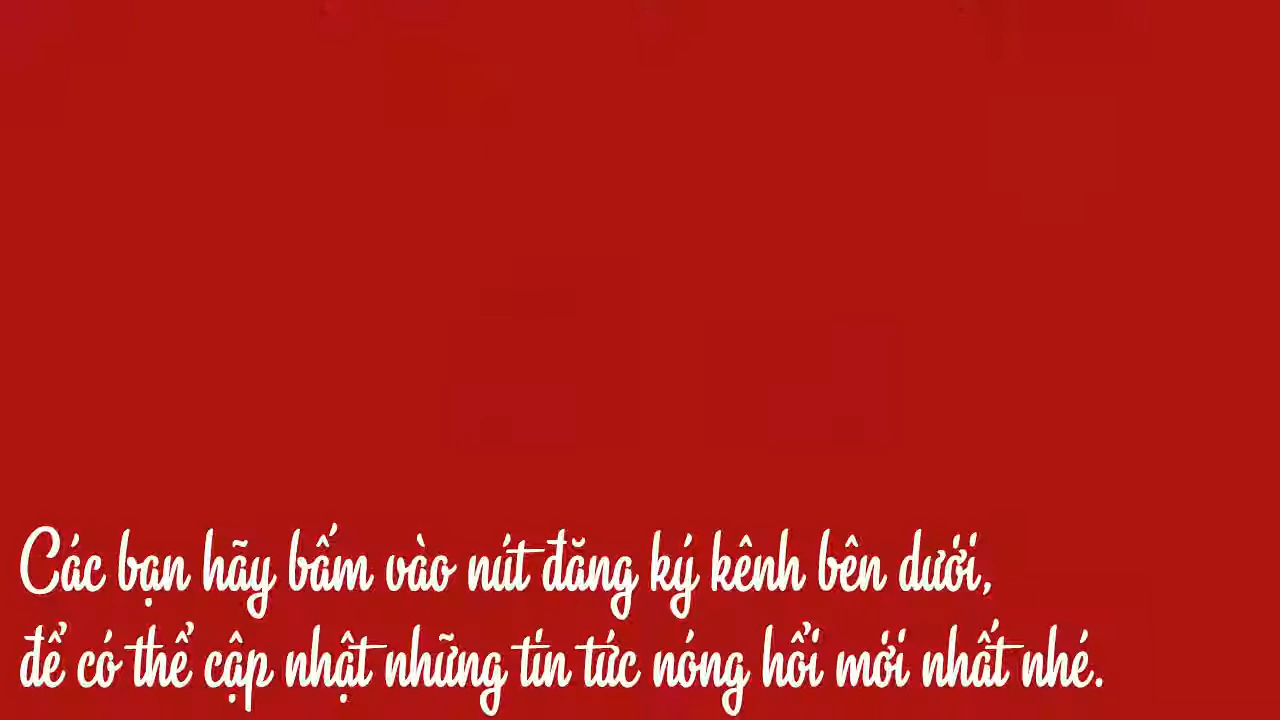 Các bạn hãy bấm vào nút đăng ký kênh bên dưới,
để có thể cập nhật những tin tức nóng hổi mới nhất nhé.